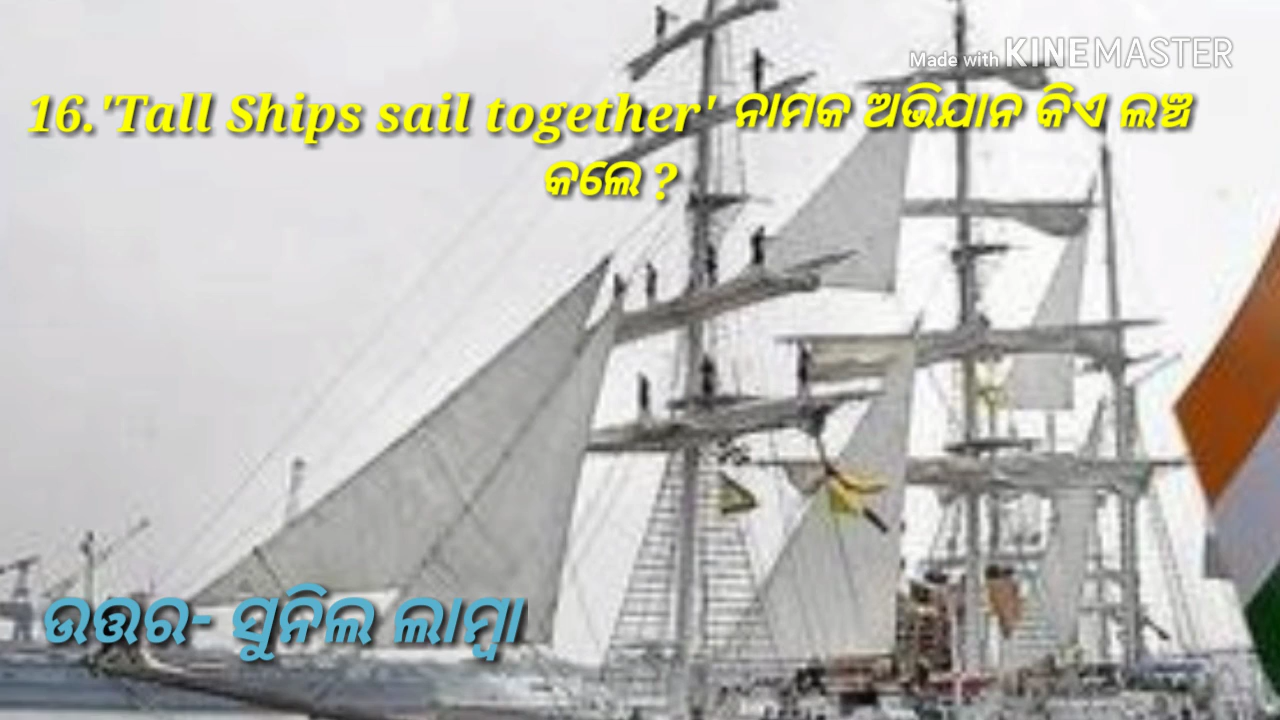 Made with KINEMASTER
16.'Tall Ships sail together' ନାମକ ଅଭିଯାନ କିଏ ଲଞ୍ଚ
କଲେ ?
ଉତ୍ତର- ସୁନିଲ ଲାମ୍ବା